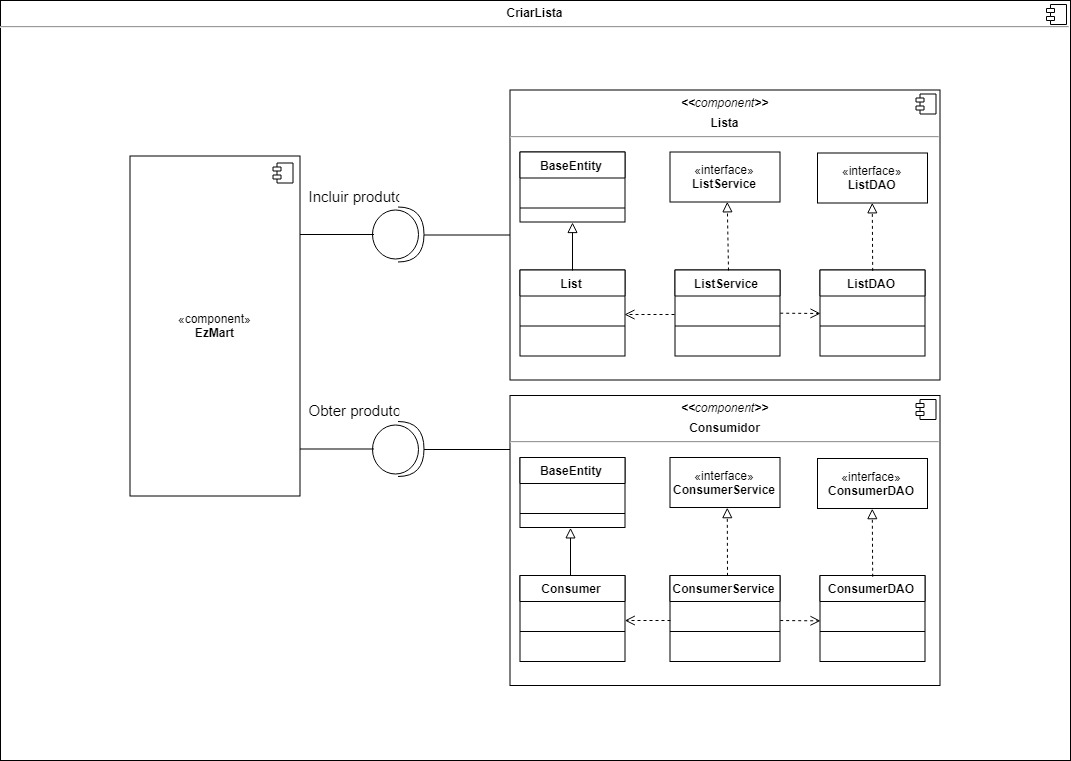 CriarLista
«component»
EzMart
Incluir produto
Obter produto
<<component>>
Lista
BaseEntity
«interface»
ListService
«interface»
ListDAO
List
ListService
ListDAO
<<component>>
Consumidor
BaseEntity
«interface»
ConsumerService
«interface»
ConsumerDAO
Consumer
ConsumerService
ConsumerDAO